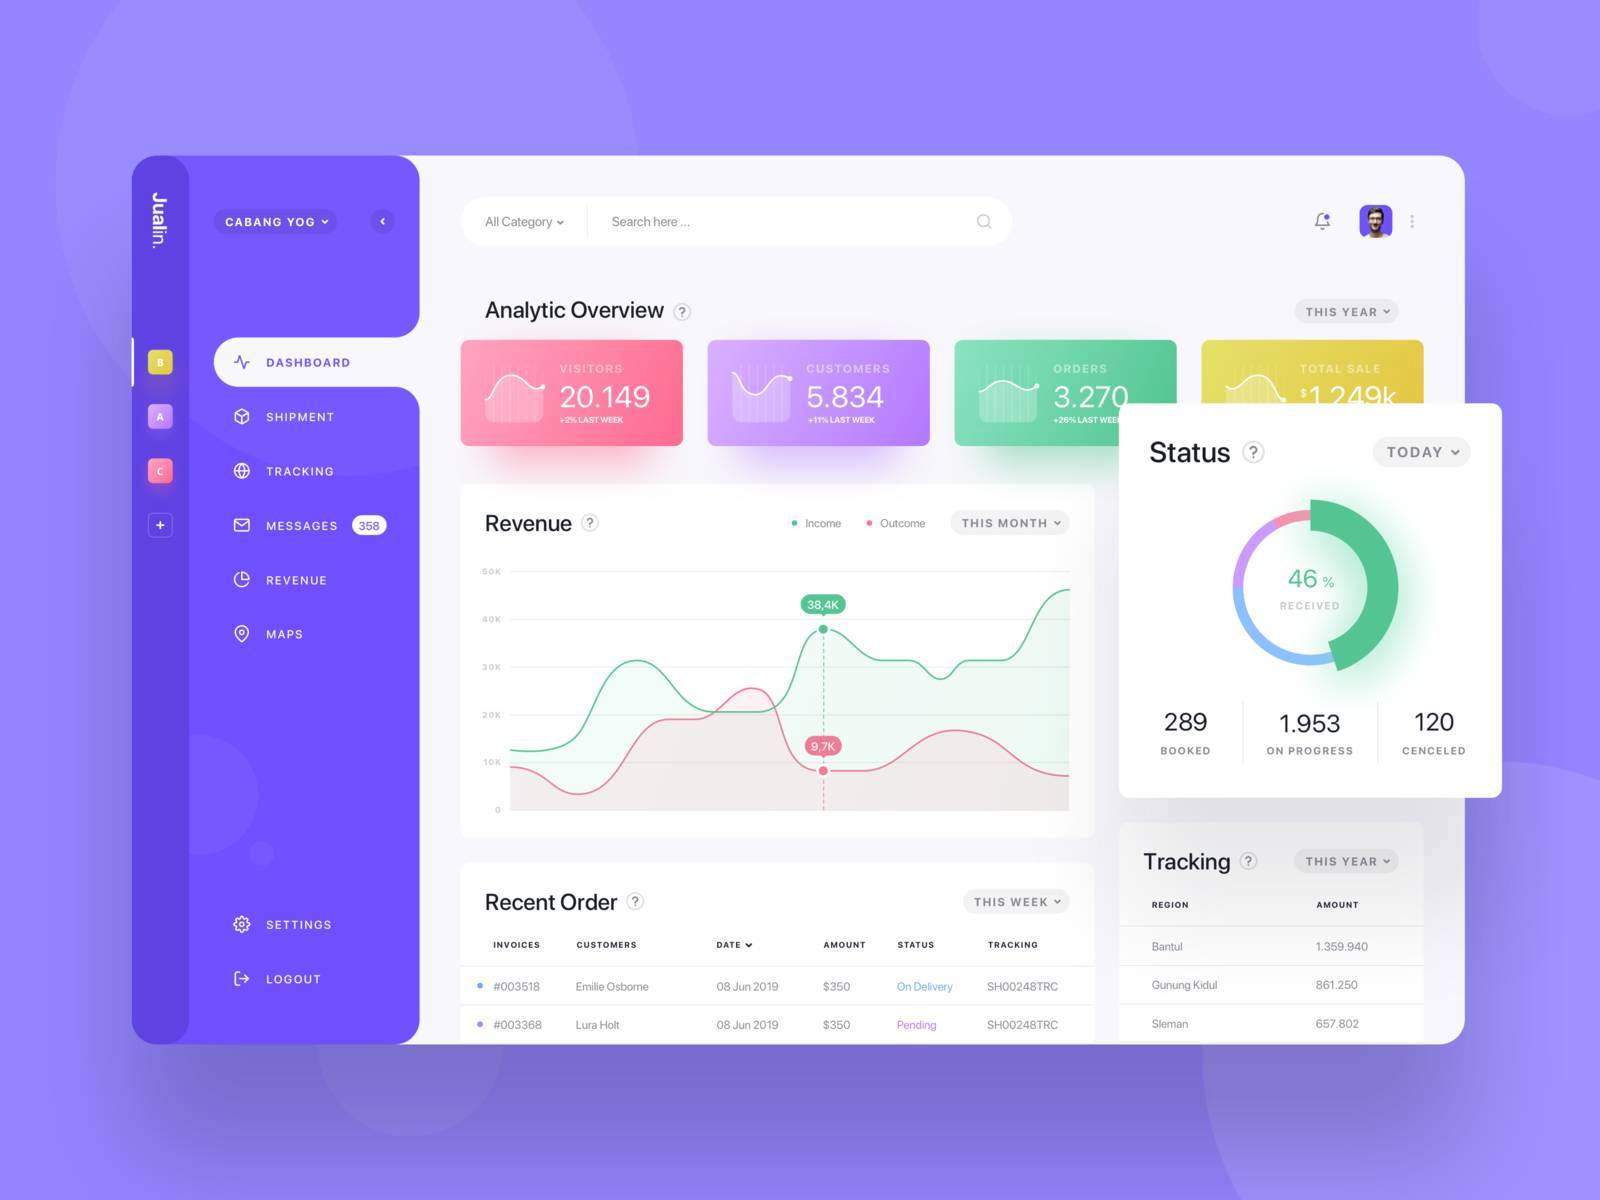 Jualin.
CABANG YOG
B
A
C
+
DASHBOARD
SHIPMENT
TRACKING
MESSAGES 358
REVENUE
MAPS
SETTINGS
LOGOUT
All Category Search here ...
Analytic Overview ? THIS YEAR
VISITORS
20.149
+2% LAST WEEK
CUSTOMERS
5.834
+11% LAST WEEK
ORDERS
3.270
+26% LAST WEEK
TOTAL SALE
$1.249k
Revenue ? Income Outcome THIS MONTH
50K
40K
30K
20K
10K
0
38,4K
9,7K
Status ? TODAY
46 %
RECEIVED
289
BOOKED
1.953
ON PROGRESS
120
CENCELED
Recent Order ? THIS WEEK
INVOICES CUSTOMERS DATE AMOUNT STATUS TRACKING
#003518 Emilie Osborne 08 Jun 2019 $350 On Delivery SH00248TRC
#003368 Lura Holt 08 Jun 2019 $350 Pending SH00248TRC
Tracking ? THIS YEAR
REGION AMOUNT
Bantul 1.359.940
Gunung Kidul 861.250
Sleman 657.802